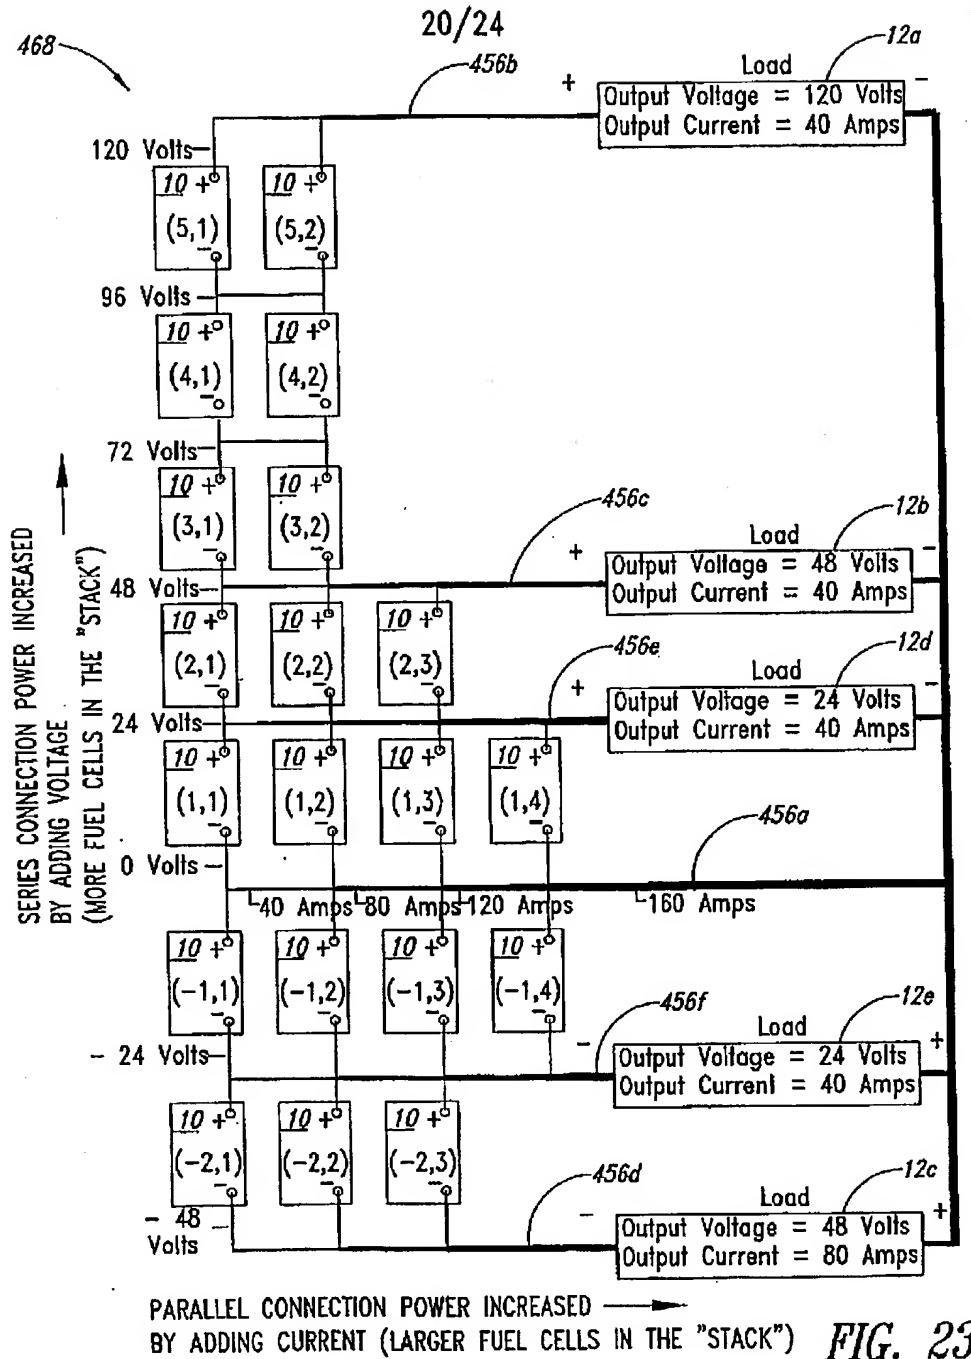 20/24
468
456b
12a
Load
+ −
Output Voltage = 120 Volts
Output Current = 40 Amps
120 Volts
10 + 10 +
(5,1) (5,2)
− −
96 Volts
10 + 10 +
(4,1) (4,2)
− −
72 Volts
10 + 10 +
(3,1) (3,2)
− −
456c
12b
Load
+ −
Output Voltage = 48 Volts
Output Current = 40 Amps
48 Volts
10 + 10 + 10 +
(2,1) (2,2) (2,3)
− − −
456e
12d
Load
+ −
Output Voltage = 24 Volts
Output Current = 40 Amps
24 Volts
10 + 10 + 10 + 10 +
(1,1) (1,2) (1,3) (1,4)
− − − −
456a
0 Volts
40 Amps 80 Amps 120 Amps 160 Amps
10 + 10 + 10 + 10 +
(-1,1) (-1,2) (-1,3) (-1,4)
− − − −
456f
12e
Load
− +
Output Voltage = 24 Volts
Output Current = 40 Amps
- 24 Volts
10 + 10 + 10 +
(-2,1) (-2,2) (-2,3)
− − −
456d
12c
Load
− +
Output Voltage = 48 Volts
Output Current = 80 Amps
- 48
Volts
SERIES CONNECTION POWER INCREASED
BY ADDING VOLTAGE
(MORE FUEL CELLS IN THE "STACK")
PARALLEL CONNECTION POWER INCREASED
BY ADDING CURRENT (LARGER FUEL CELLS IN THE "STACK")
FIG. 23